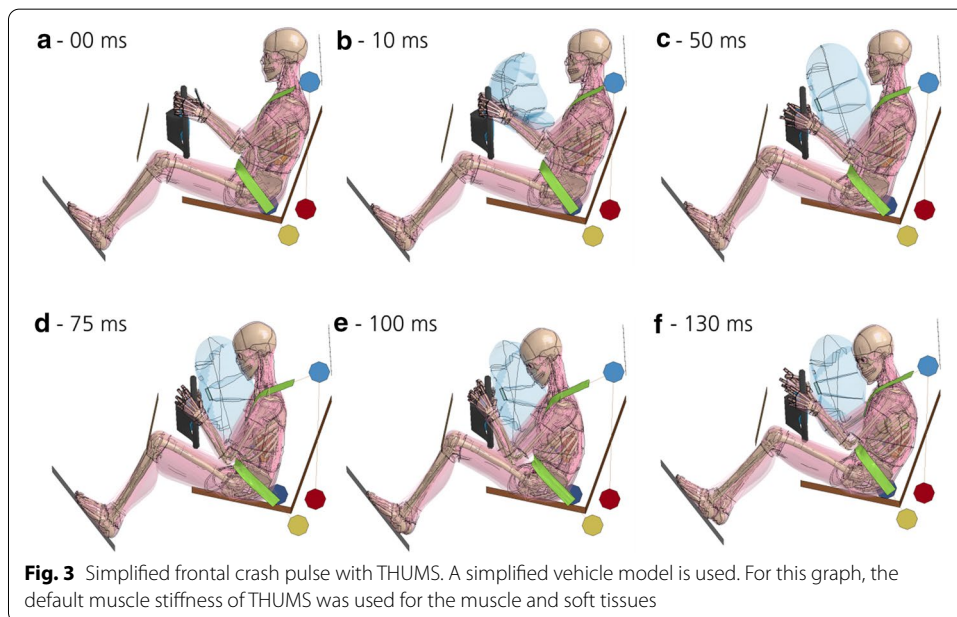 a - 00 ms
b - 10 ms
c - 50 ms
d - 75 ms
e - 100 ms
f - 130 ms
Fig. 3 Simplified frontal crash pulse with THUMS. A simplified vehicle model is used. For this graph, the
default muscle stiffness of THUMS was used for the muscle and soft tissues